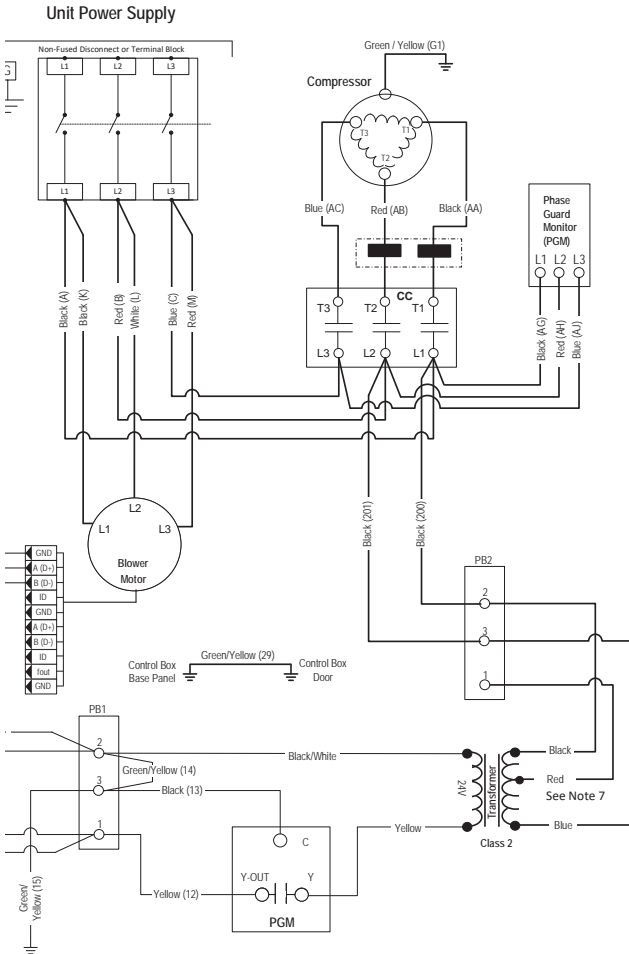 Unit Power Supply
Non-Fused Disconnect or Terminal Block
L1
L2
L3
L1
L2
L3
Green / Yellow (G1)
Compressor
T3
T1
T2
Blue (AC)
Red (AB)
Black (AA)
Phase
Guard
Monitor
(PGM)
L1 L2 L3
CC
T3
T2
T1
L3
L2
L1
Black (A)
Black (K)
Red (B)
White (L)
Blue (C)
Red (M)
Black (AG)
Red (AH)
Blue (AJ)
Black (201)
Black (200)
L2
L1
L3
Blower
Motor
GND
A (D+)
B (D-)
ID
GND
A (D+)
B (D-)
ID
fout
GND
PB2
2
3
1
Control Box
Base Panel
Green/Yellow (29)
Control Box
Door
PB1
2
Green/Yellow (14)
3
Black (13)
1
Black/White
24V
Transformer
Class 2
Black
Red
See Note 7
Blue
Yellow
C
Y-OUT
Y
PGM
Yellow (12)
Green/
Yellow (15)